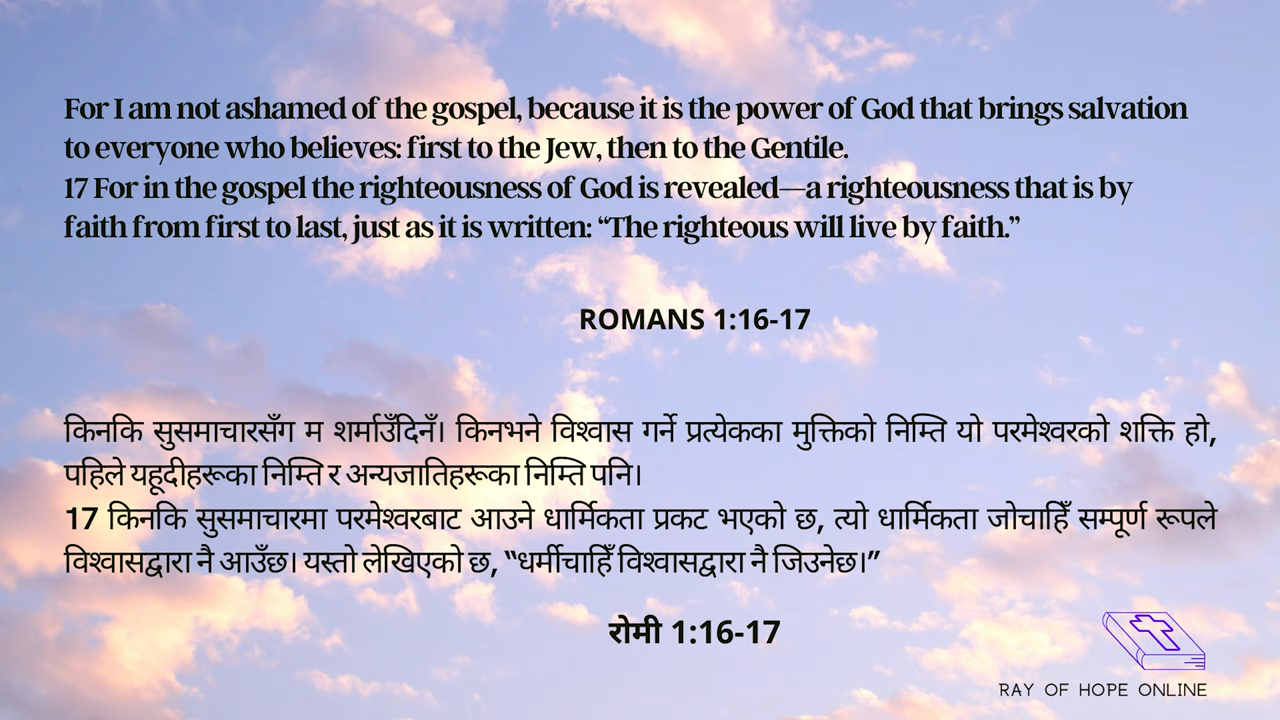 For I am not ashamed of the gospel, because it is the power of God that brings salvation
to everyone who believes: first to the Jew, then to the Gentile.
17 For in the gospel the righteousness of God is revealed—a righteousness that is by
faith from first to last, just as it is written: “The righteous will live by faith.”
ROMANS 1:16-17
किनकि सुसमाचारसँग म शर्माउँदिनँ। किनभने विश्वास गर्ने प्रत्येकका मुक्तिको निम्ति यो परमेश्वरको शक्ति हो,
पहिले यहूदीहरूका निम्ति र अन्यजातिहरूका निम्ति पनि।
17 किनकि सुसमाचारमा परमेश्वरबाट आउने धार्मिकता प्रकट भएको छ, त्यो धार्मिकता जोचाहिँ सम्पूर्ण रूपले
विश्वासद्वारा नै आउँछ। यस्तो लेखिएको छ, “धर्मीचाहिँ विश्वासद्वारा नै जिउनेछ।”
रोमी 1:16-17
RAY OF HOPE ONLINE